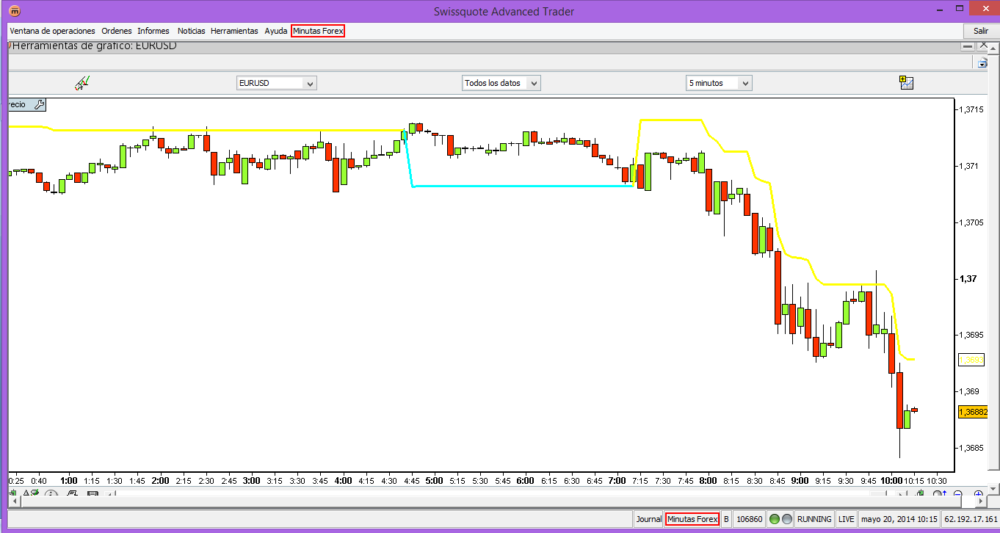 Swissquote Advanced Trader
Ventana de operaciones Ordenes Informes Noticias Herramientas Ayuda Minutas Forex Salir
Herramientas de gráfico: EURUSD
EURUSD Todos los datos 5 minutos
recio
1,3715
1,371
1,3705
1,37
1,3695
1,3693
1,369
1,36882
1,3685
0:25 0:40 1:00 1:15 1:30 1:45 2:00 2:15 2:30 2:45 3:00 3:15 3:30 3:45 4:00 4:15 4:30 4:45 5:00 5:15 5:30 5:45 6:00 6:15 6:30 6:45 7:00 7:15 7:30 7:45 8:00 8:15 8:30 8:45 9:00 9:15 9:30 9:45 10:00 10:15 10:30
Journal Minutas Forex B 106860 RUNNING LIVE mayo 20, 2014 10:15 62.192.17.161